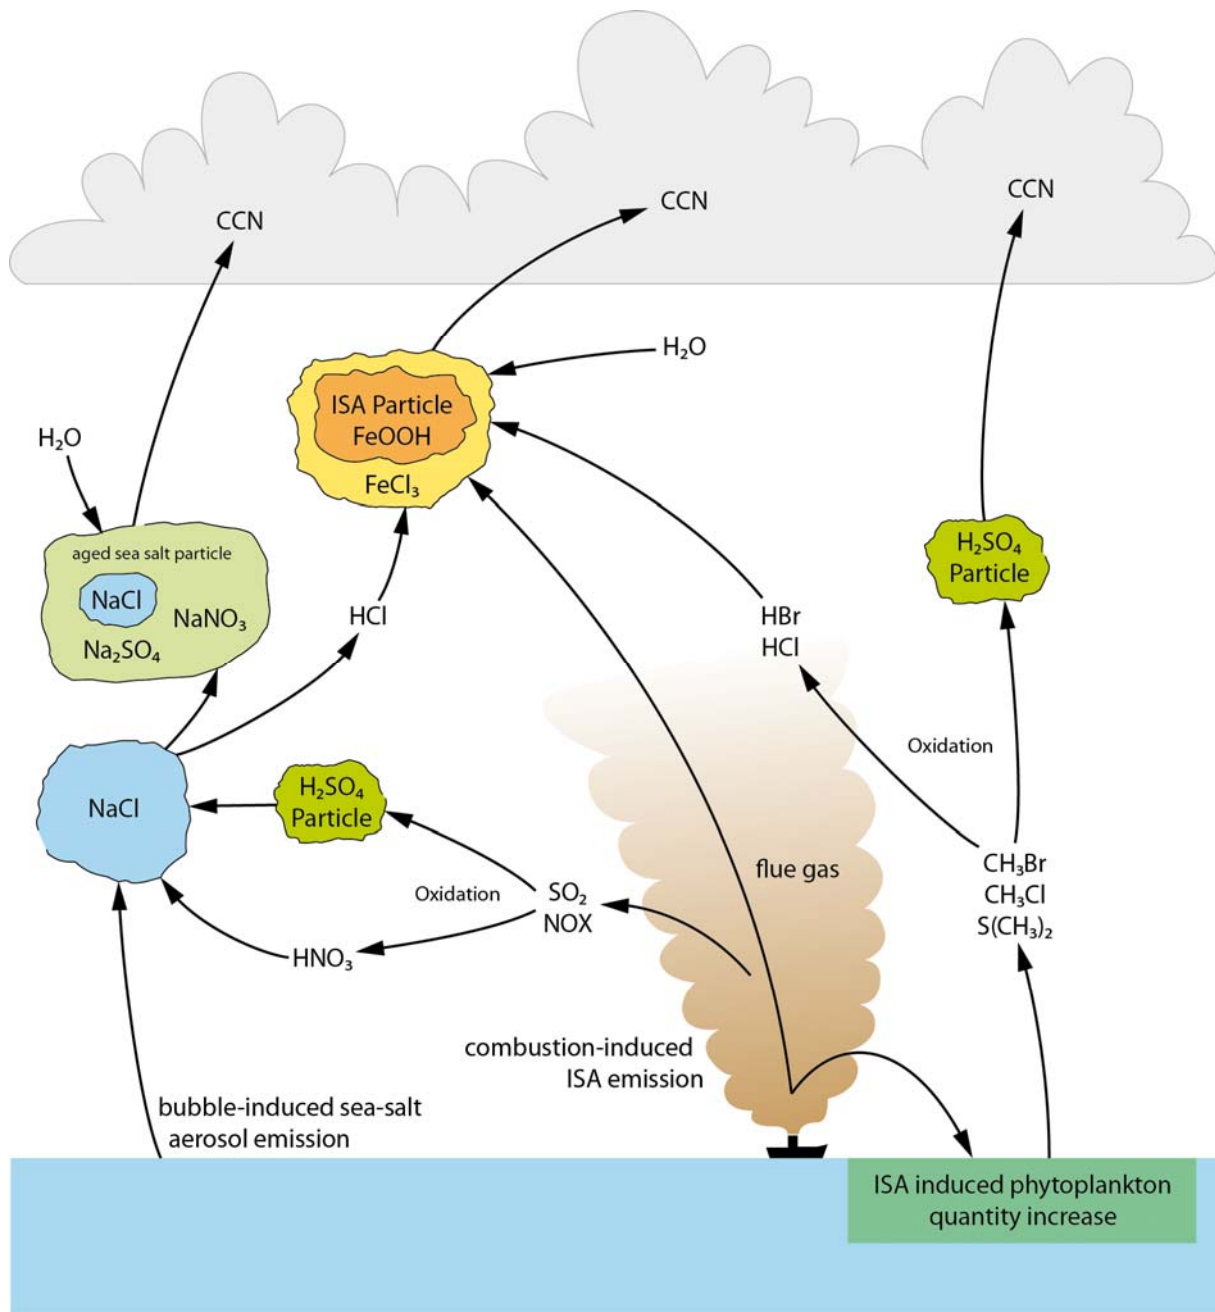 CCN
CCN
CCN
H₂O
ISA Particle
FeOOH
FeCl₃
H₂O
aged sea salt particle
NaCl
NaNO₃
Na₂SO₄
HCl
HBr
HCl
H₂SO₄
Particle
NaCl
H₂SO₄
Particle
Oxidation
Oxidation
SO₂
NOX
HNO₃
flue gas
CH₃Br
CH₃Cl
S(CH₃)₂
combustion-induced
ISA emission
bubble-induced sea-salt
aerosol emission
ISA induced phytoplankton
quantity increase